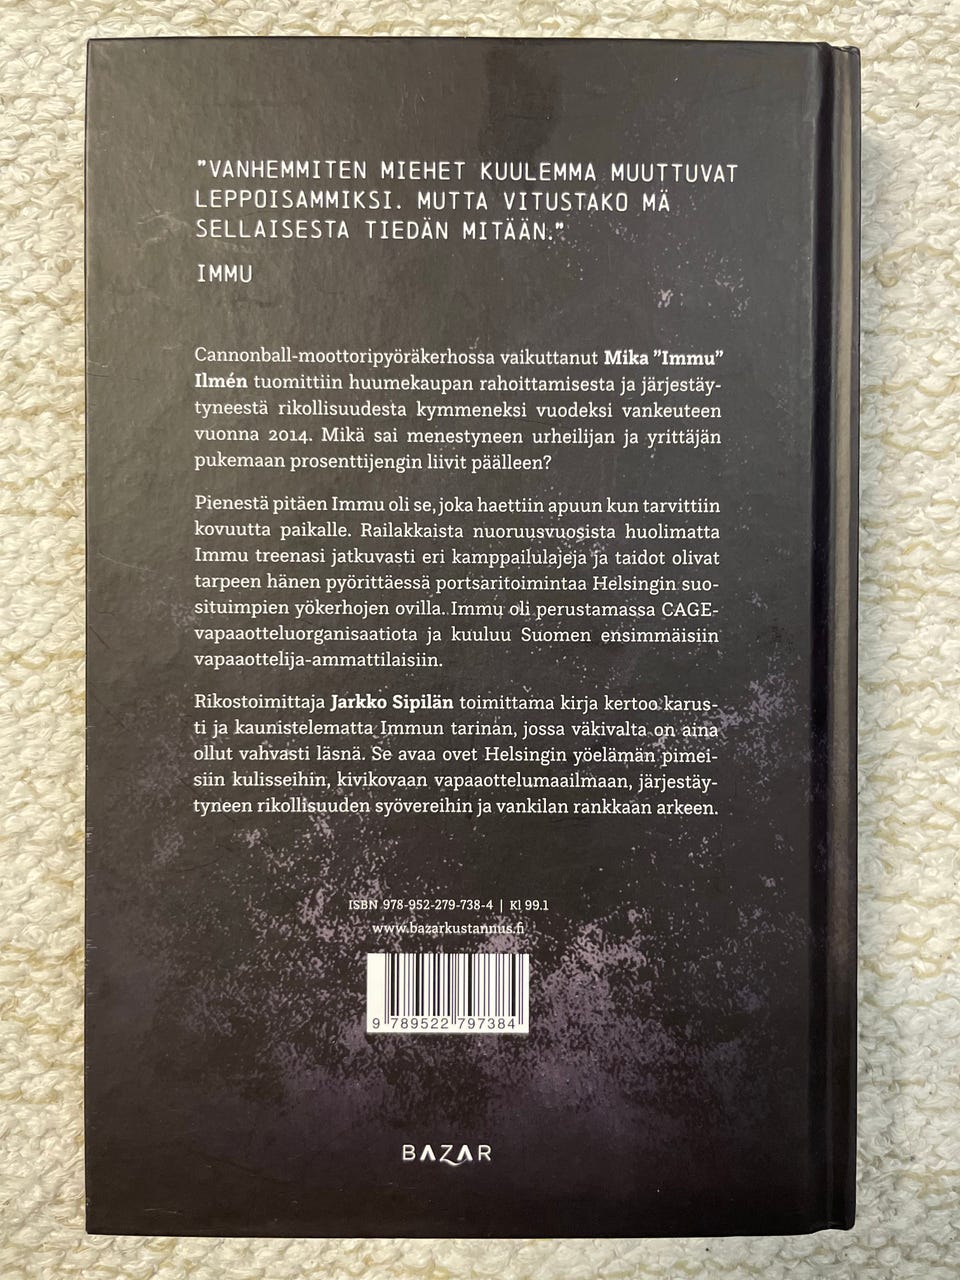 "VANHEMMITEN MIEHET KUULEMMA MUUTTUVAT
LEPPOISAMMIKSI. MUTTA VITUSTAKO MÄ
SELLAISESTA TIEDÄN MITÄÄN."
IMMU
Cannonball-moottoripyöräkerhossa vaikuttanut Mika "Immu"
Ilmén tuomittiin huumekaupan rahoittamisesta ja järjestäy-
tyneestä rikollisuudesta kymmeneksi vuodeksi vankeuteen
vuonna 2014. Mikä sai menestyneen urheilijan ja yrittäjän
pukemaan prosenttijengin liivit päälleen?
Pienestä pitäen Immu oli se, joka haettiin apuun kun tarvittiin
kovuutta paikalle. Railakkaista nuoruusvuosista huolimatta
Immu treenasi jatkuvasti eri kamppailulajeja ja taidot olivat
tarpeen hänen pyörittäessä portsaritoimintaa Helsingin suo-
situimpien yökerhojen ovilla. Immu oli perustamassa CAGE-
vapaaotteluorganisaatiota ja kuuluu Suomen ensimmäisiin
vapaaottelija-ammattilaisiin.
Rikostoimittaja Jarkko Sipilän toimittama kirja kertoo karus-
ti ja kaunistelematta Immun tarinan, jossa väkivalta on aina
ollut vahvasti läsnä. Se avaa ovet Helsingin yöelämän pimei-
siin kulisseihin, kivikovaan vapaaottelumaailmaan, järjestäy-
tyneen rikollisuuden syövereihin ja vankilan rankkaan arkeen.
ISBN 978-952-279-738-4 | Kl 99.1
www.bazarkustannus.fi
9 789522 797384
BAZAR